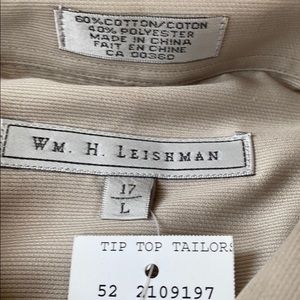 60% COTTON/COTON
40% POLYESTER
MADE IN CHINA
FAIT EN CHINE
CA 00360
WM. H. LEISHMAN
17
L
TIP TOP TAILORS
52 2109197